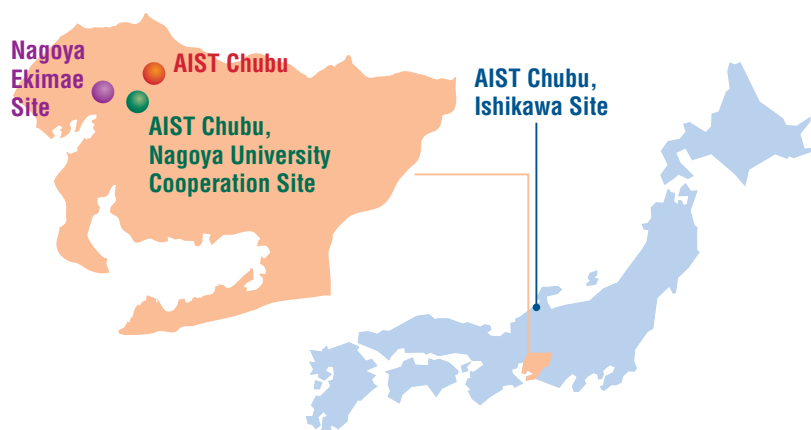 Nagoya
Ekimae
Site
AIST Chubu
AIST Chubu,
Nagoya University
Cooperation Site
AIST Chubu,
Ishikawa Site